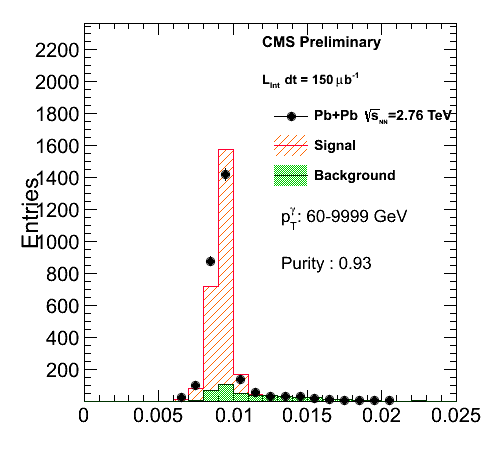 CMS Preliminary
L_Int dt = 150 μb⁻¹
Pb+Pb √s_NN=2.76 TeV
Signal
Background
p_T^γ: 60-9999 GeV
Purity : 0.93
Entries
2200
2000
1800
1600
1400
1200
1000
800
600
400
200
0 0.005 0.01 0.015 0.02 0.025